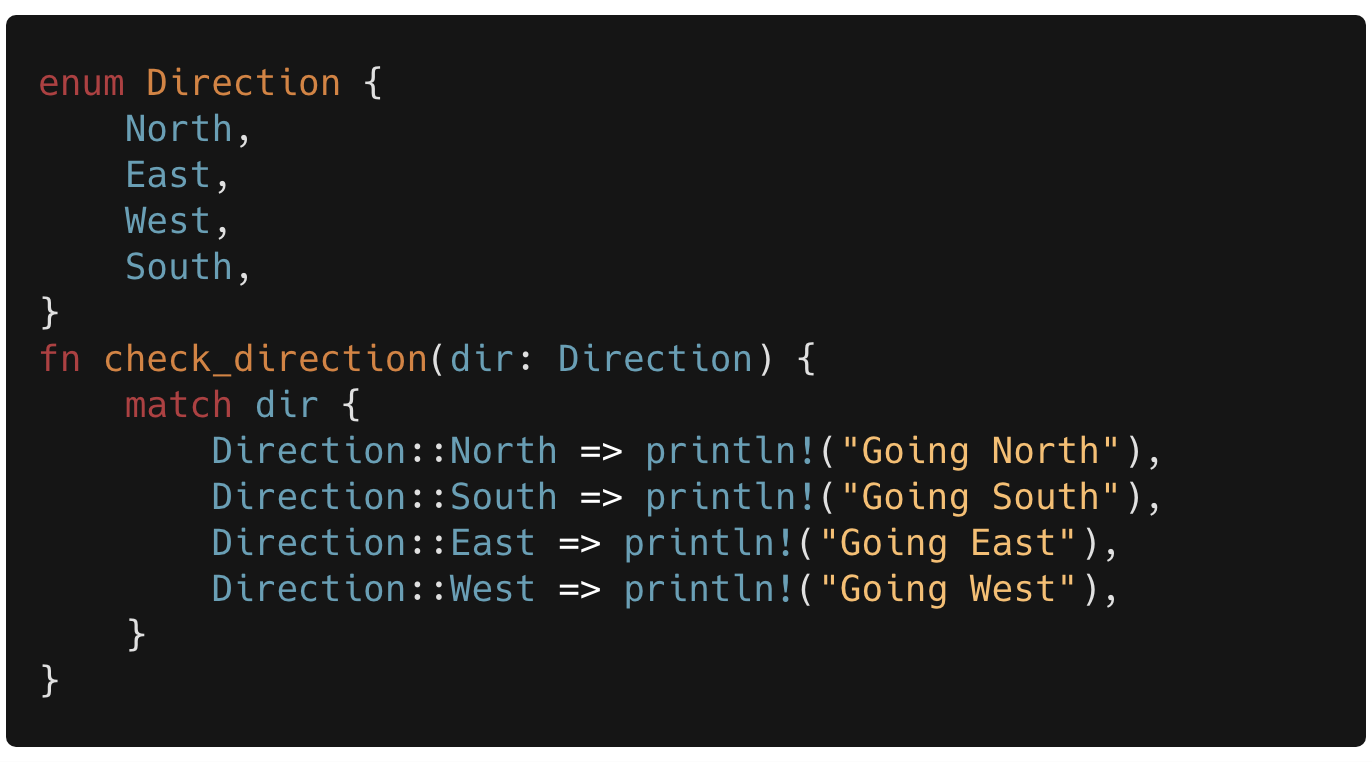 enum Direction {
    North,
    East,
    West,
    South,
}
fn check_direction(dir: Direction) {
    match dir {
        Direction::North => println!("Going North"),
        Direction::South => println!("Going South"),
        Direction::East => println!("Going East"),
        Direction::West => println!("Going West"),
    }
}